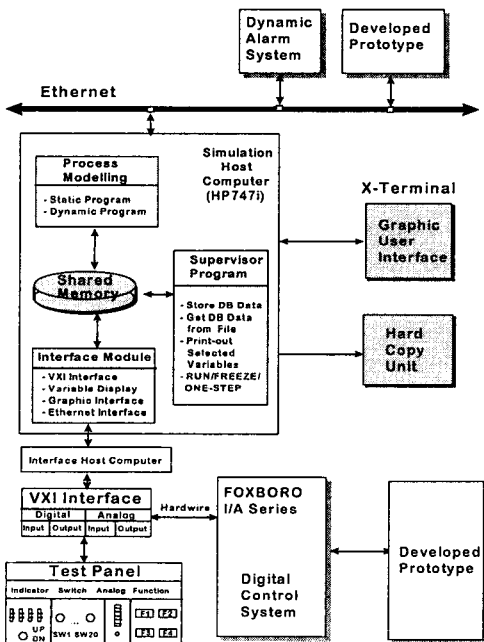 Dynamic
Alarm
System
Developed
Prototype
Ethernet
Simulation
Host
Computer
(HP747i)
Process
Modelling
- Static Program
- Dynamic Program
Shared
Memory
Supervisor
Program
- Store DB Data
- Get DB Data
from File
- Print-out
Selected
Variables
- RUN/FREEZE/
ONE-STEP
Interface Module
- VXI Interface
- Variable Display
- Graphic Interface
- Ethernet Interface
X-Terminal
Graphic
User
Interface
Hard
Copy
Unit
Interface Host Computer
VXI Interface
Digital Analog
Input Output Input Output
Hardwire
FOXBORO
I/A Series
Digital
Control
System
Developed
Prototype
Test Panel
Indicator Switch Analog Function
UP
DN
...
SW1 SW20
F1 F2
F3 F4